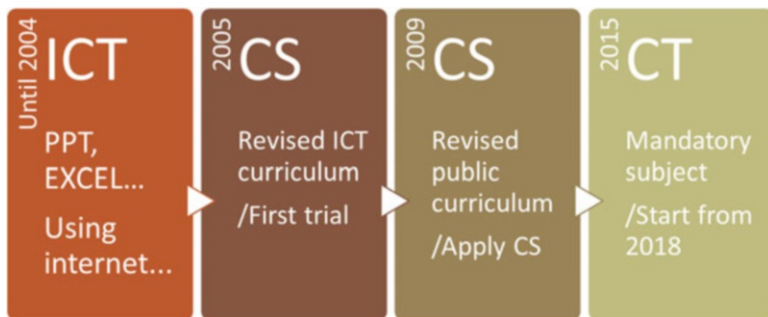 Until 2004
ICT
PPT,
EXCEL...
Using
internet...
2005
CS
Revised ICT
curriculum
/First trial
2009
CS
Revised
public
curriculum
/Apply CS
2015
CT
Mandatory
subject
/Start from
2018